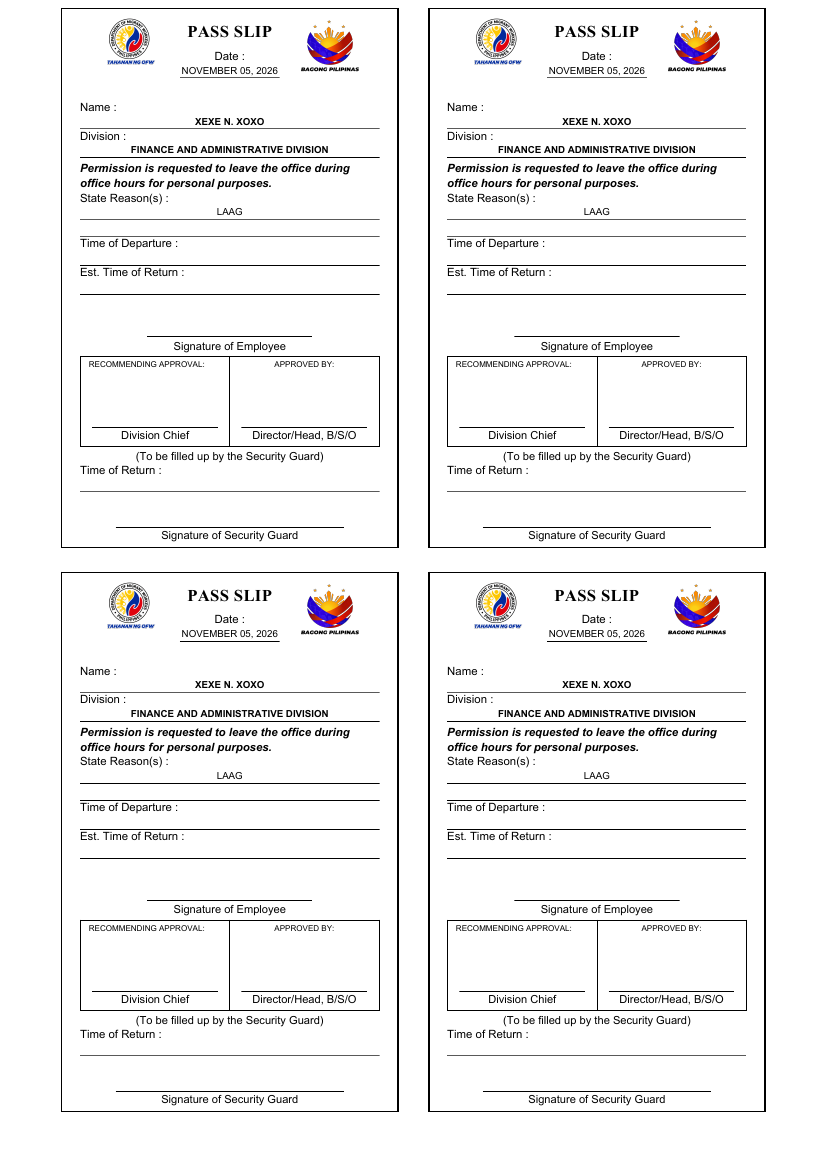 PASS SLIP
Date :
TAHANAN NG OFW
BAGONG PILIPINAS
NOVEMBER 05, 2026
Name :
XEXE N. XOXO
Division :
FINANCE AND ADMINISTRATIVE DIVISION
Permission is requested to leave the office during
office hours for personal purposes.
State Reason(s) :
LAAG
Time of Departure :
Est. Time of Return :
Signature of Employee
RECOMMENDING APPROVAL:
APPROVED BY:
Division Chief
Director/Head, B/S/O
(To be filled up by the Security Guard)
Time of Return :
Signature of Security Guard
PASS SLIP
Date :
TAHANAN NG OFW
BAGONG PILIPINAS
NOVEMBER 05, 2026
Name :
XEXE N. XOXO
Division :
FINANCE AND ADMINISTRATIVE DIVISION
Permission is requested to leave the office during
office hours for personal purposes.
State Reason(s) :
LAAG
Time of Departure :
Est. Time of Return :
Signature of Employee
RECOMMENDING APPROVAL:
APPROVED BY:
Division Chief
Director/Head, B/S/O
(To be filled up by the Security Guard)
Time of Return :
Signature of Security Guard
PASS SLIP
Date :
TAHANAN NG OFW
BAGONG PILIPINAS
NOVEMBER 05, 2026
Name :
XEXE N. XOXO
Division :
FINANCE AND ADMINISTRATIVE DIVISION
Permission is requested to leave the office during
office hours for personal purposes.
State Reason(s) :
LAAG
Time of Departure :
Est. Time of Return :
Signature of Employee
RECOMMENDING APPROVAL:
APPROVED BY:
Division Chief
Director/Head, B/S/O
(To be filled up by the Security Guard)
Time of Return :
Signature of Security Guard
PASS SLIP
Date :
TAHANAN NG OFW
BAGONG PILIPINAS
NOVEMBER 05, 2026
Name :
XEXE N. XOXO
Division :
FINANCE AND ADMINISTRATIVE DIVISION
Permission is requested to leave the office during
office hours for personal purposes.
State Reason(s) :
LAAG
Time of Departure :
Est. Time of Return :
Signature of Employee
RECOMMENDING APPROVAL:
APPROVED BY:
Division Chief
Director/Head, B/S/O
(To be filled up by the Security Guard)
Time of Return :
Signature of Security Guard